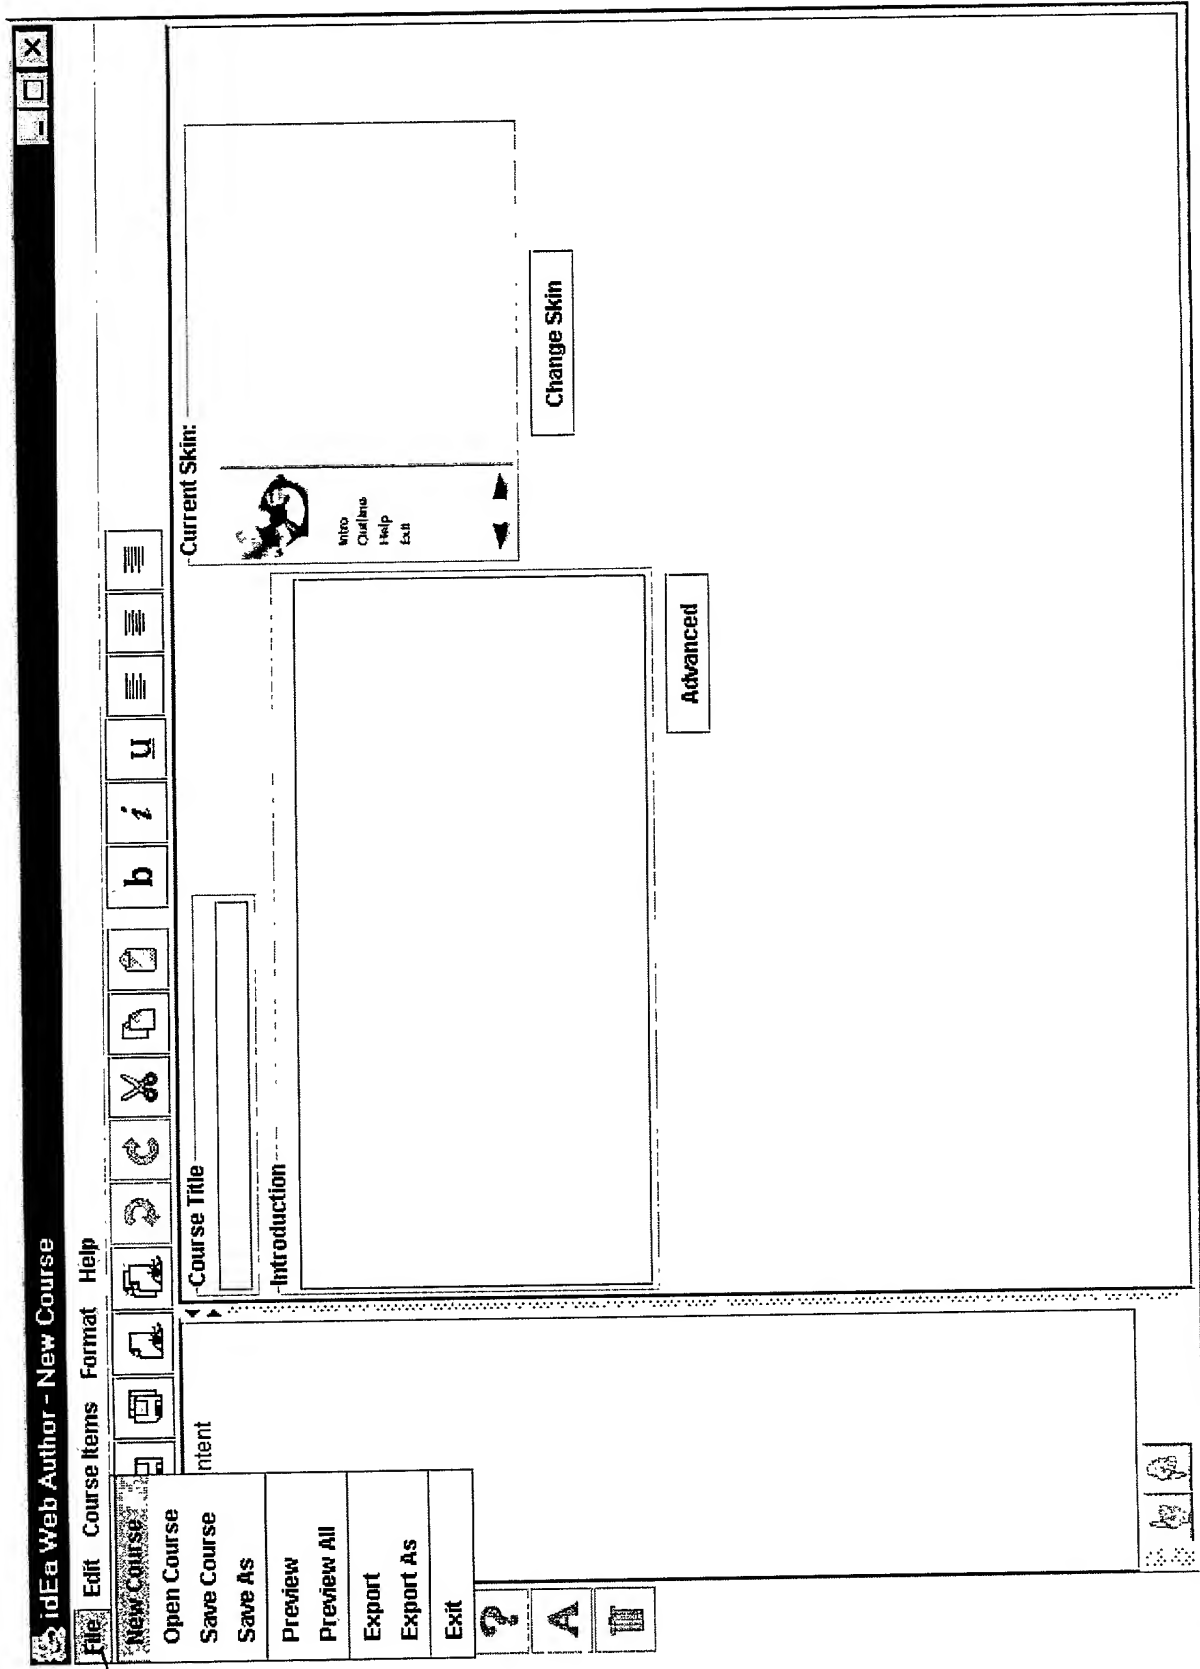 idEa Web Author - New Course
File Edit Course Items Format Help
b i u
New Course
Open Course
Save Course
Save As
Preview
Preview All
Export
Export As
Exit
ntent
? A
Course Title
Introduction
Advanced
Current Skin:
Intro
Outline
Help
Exit
Change Skin